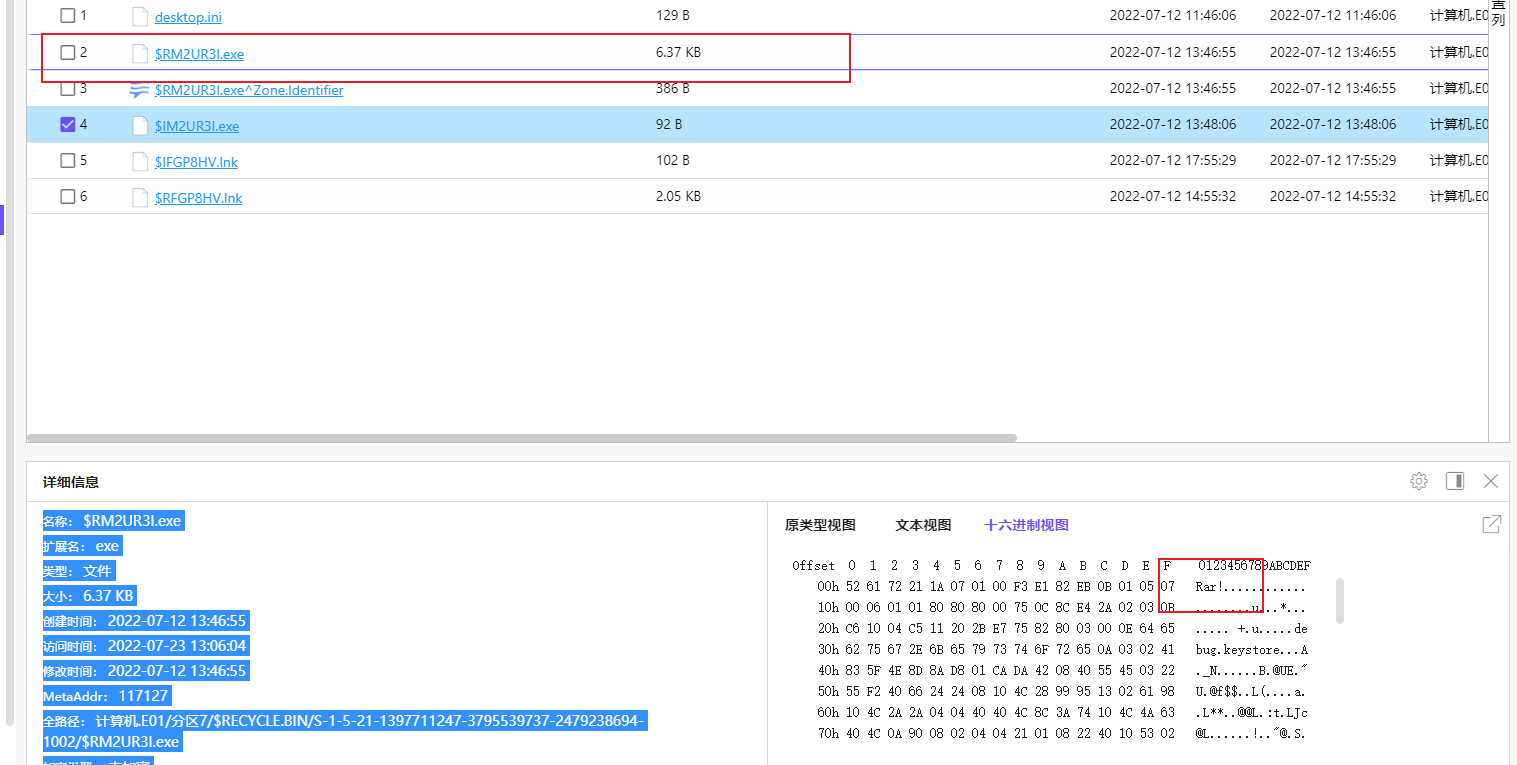 1 desktop.ini 129 B 2022-07-12 11:46:06 2022-07-12 11:46:06 计算机.E0
列
2 $RM2UR3I.exe 6.37 KB 2022-07-12 13:46:55 2022-07-12 13:46:55 计算机.E0
3 $RM2UR3I.exe^Zone.Identifier 386 B 2022-07-12 13:46:55 2022-07-12 13:46:55 计算机.E0
4 $IM2UR3I.exe 92 B 2022-07-12 13:48:06 2022-07-12 13:48:06 计算机.E0
5 $IFGP8HV.lnk 102 B 2022-07-12 17:55:29 2022-07-12 17:55:29 计算机.E0
6 $RFGP8HV.lnk 2.05 KB 2022-07-12 14:55:32 2022-07-12 14:55:32 计算机.E0
详细信息
名称: $RM2UR3I.exe
扩展名: exe
类型: 文件
大小: 6.37 KB
创建时间: 2022-07-12 13:46:55
访问时间: 2022-07-23 13:06:04
修改时间: 2022-07-12 13:46:55
MetaAddr: 117127
全路径: 计算机.E01/分区7/$RECYCLE.BIN/S-1-5-21-1397711247-3795539737-2479238694-
1002/$RM2UR3I.exe
原类型视图 文本视图 十六进制视图
Offset 0 1 2 3 4 5 6 7 8 9 A B C D E F 0123456789ABCDEF
00h 52 61 72 21 1A 07 01 00 F3 E1 82 EB 0B 01 05 07 Rar!............
10h 00 06 01 01 80 80 80 00 75 0C 8C E4 2A 02 03 0B ........u...*...
20h C6 10 04 C5 11 20 2B E7 75 82 80 03 00 0E 64 65 ..... +.u.....de
30h 62 75 67 2E 6B 65 79 73 74 6F 72 65 0A 03 02 41 bug.keystore...A
40h 83 5F 4E 8D 8A D8 01 CA DA 42 08 40 55 45 03 22 ._N......B.@UE."
50h 55 F2 40 66 24 24 08 10 4C 28 99 95 13 02 61 98 U.@f$$..L(....a.
60h 10 4C 2A 2A 04 04 40 40 4C 8C 3A 74 10 4C 4A 63 .L**..@@L.:t.LJc
70h 40 4C 0A 90 08 02 04 04 21 01 08 22 40 10 53 02 @L......!.."@.S.